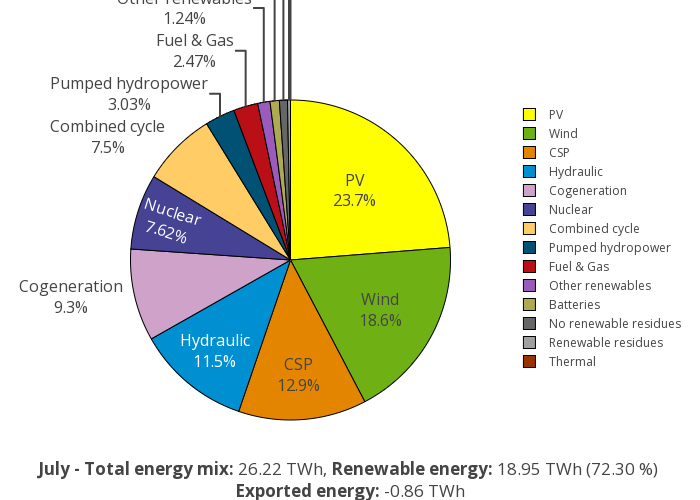 Other renewables
1.24%
Fuel & Gas
2.47%
Pumped hydropower
3.03%
Combined cycle
7.5%
Nuclear
7.62%
Cogeneration
9.3%
Hydraulic
11.5%
CSP
12.9%
Wind
18.6%
PV
23.7%
PV
Wind
CSP
Hydraulic
Cogeneration
Nuclear
Combined cycle
Pumped hydropower
Fuel & Gas
Other renewables
Batteries
No renewable residues
Renewable residues
Thermal
July - Total energy mix: 26.22 TWh, Renewable energy: 18.95 TWh (72.30 %)
Exported energy: -0.86 TWh